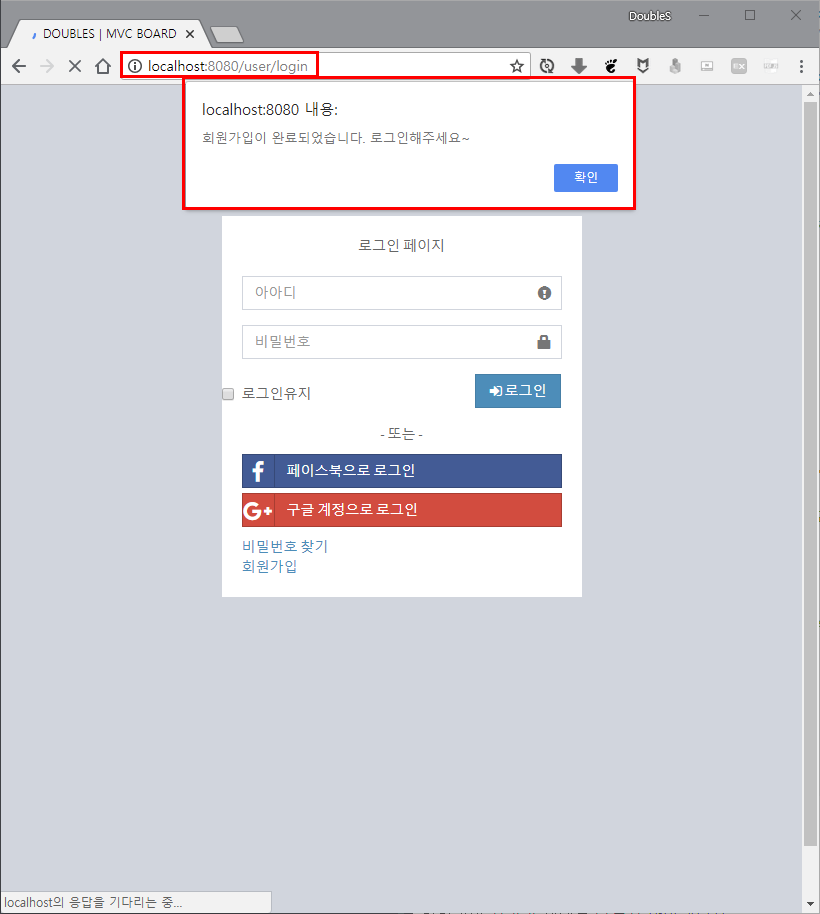 DoubleS
DOUBLES | MVC BOARD
localhost:8080/user/login
localhost:8080 내용:
회원가입이 완료되었습니다. 로그인해주세요~
확인
로그인 페이지
아아디
비밀번호
로그인유지
로그인
- 또는 -
페이스북으로 로그인
구글 계정으로 로그인
비밀번호 찾기
회원가입
localhost의 응답을 기다리는 중...